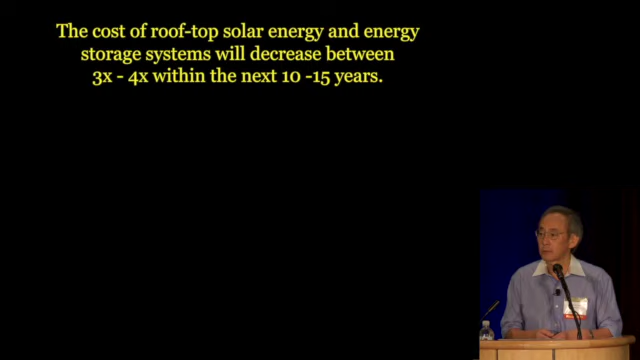 The cost of roof-top solar energy and energy
storage systems will decrease between
3x - 4x within the next 10 -15 years.